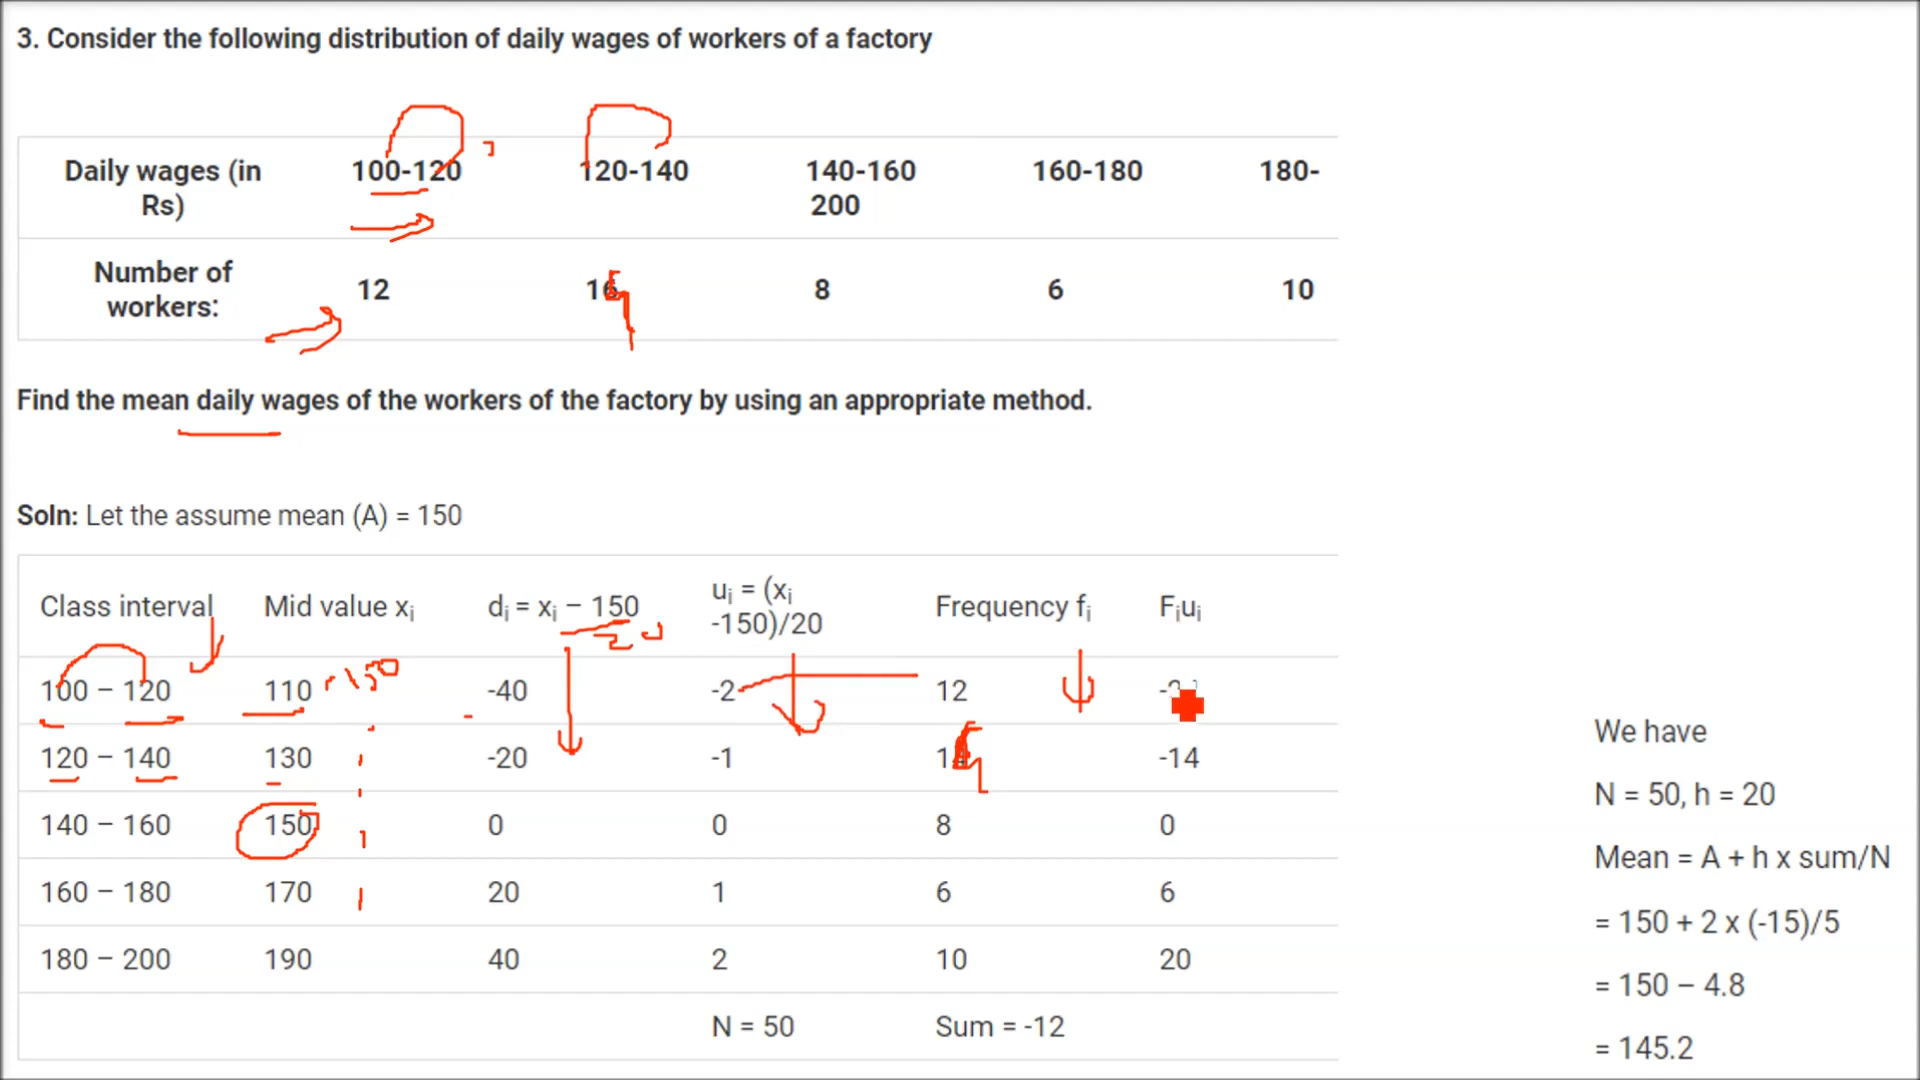 3. Consider the following distribution of daily wages of workers of a factory
Daily wages (in Rs) 100-120 120-140 140-160 160-180 180-
200
Number of workers: 12 16 8 6 10
Find the mean daily wages of the workers of the factory by using an appropriate method.
Soln: Let the assume mean (A) = 150
Class interval Mid value xi di = xi – 150 ui = (xi -150)/20 Frequency fi Fiui
20
100 – 120 110 - 150 -40 -2 12
120 – 140 130 -20 -1 -14
140 – 160 150 0 0 8 0
160 – 180 170 20 1 6 6
180 – 200 190 40 2 10 20
N = 50 Sum = -12
We have
N = 50, h = 20
Mean = A + h x sum/N
= 150 + 2 x (-15)/5
= 150 – 4.8
= 145.2